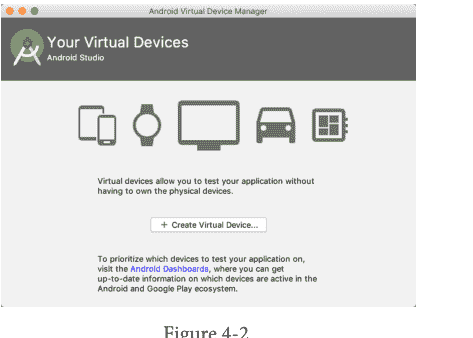 Android Virtual Device Manager
Your Virtual Devices
Android Studio
Virtual devices allow you to test your application without
having to own the physical devices.
+ Create Virtual Device...
To prioritize which devices to test your application on,
visit the Android Dashboards, where you can get
up-to-date information on which devices are active in the
Android and Google Play ecosystem.
Figure 4-2